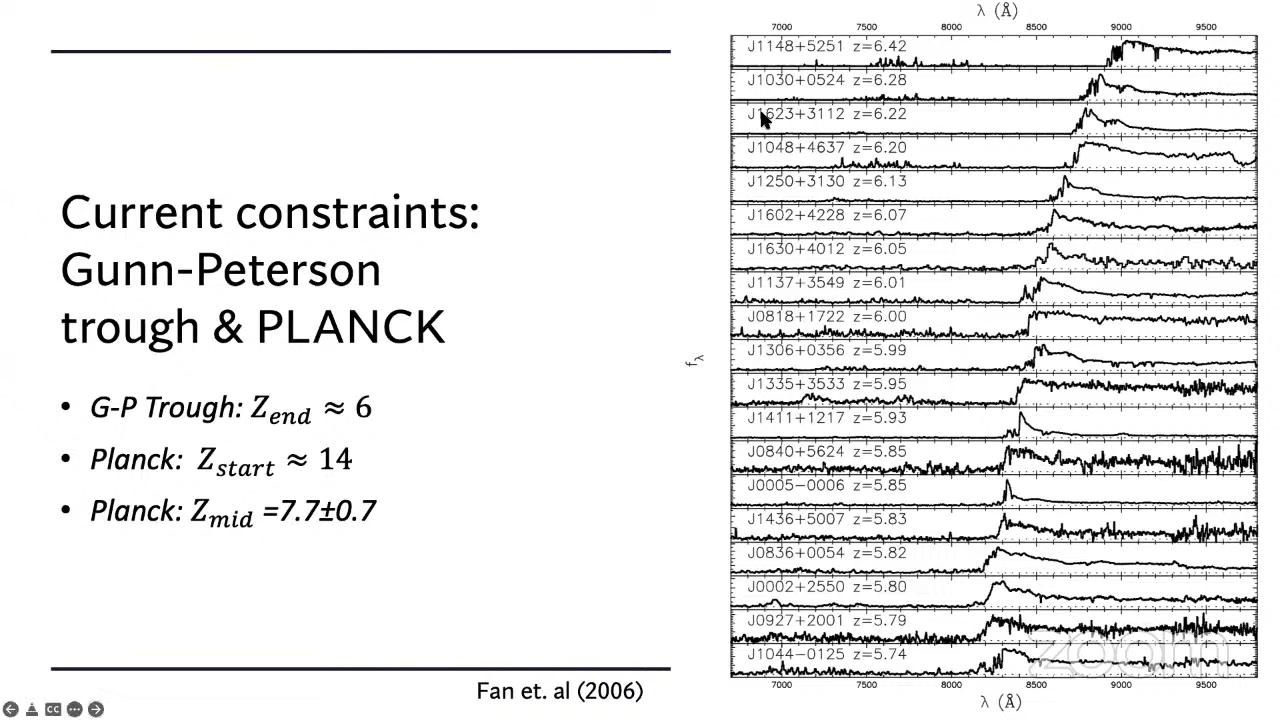 Current constraints:
Gunn-Peterson
trough & PLANCK
• G-P Trough: Z_end ≈ 6
• Planck: Z_start ≈ 14
• Planck: Z_mid =7.7±0.7
Fan et. al (2006)
λ (Å)
7000 7500 8000 8500 9000 9500
J1148+5251 z=6.42
J1030+0524 z=6.28
J1623+3112 z=6.22
J1048+4637 z=6.20
J1250+3130 z=6.13
J1602+4228 z=6.07
J1630+4012 z=6.05
J1137+3549 z=6.01
J0818+1722 z=6.00
J1306+0356 z=5.99
J1335+3533 z=5.95
J1411+1217 z=5.93
J0840+5624 z=5.85
J0005-0006 z=5.85
J1436+5007 z=5.83
J0836+0054 z=5.82
J0002+2550 z=5.80
J0927+2001 z=5.79
J1044-0125 z=5.74
f_λ
7000 7500 8000 8500 9000 9500
λ (Å)
zoom
CC